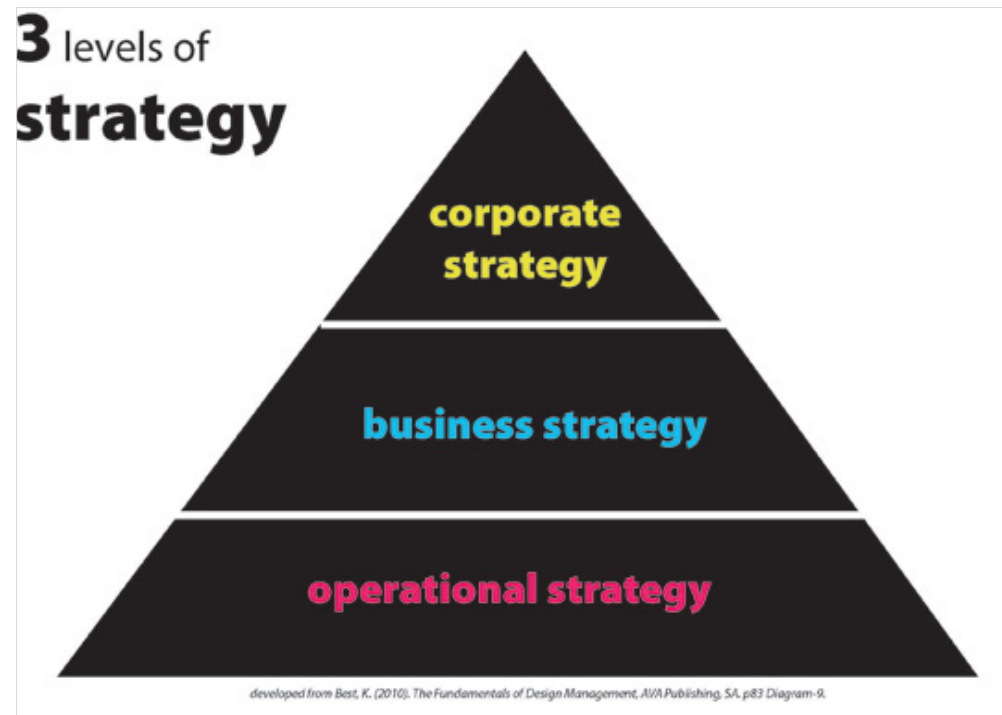 3 levels of
strategy
corporate
strategy
business strategy
operational strategy
developed from Best, K. (2010). The Fundamentals of Design Management, AVA Publishing, SA. p83 Diagram-9.